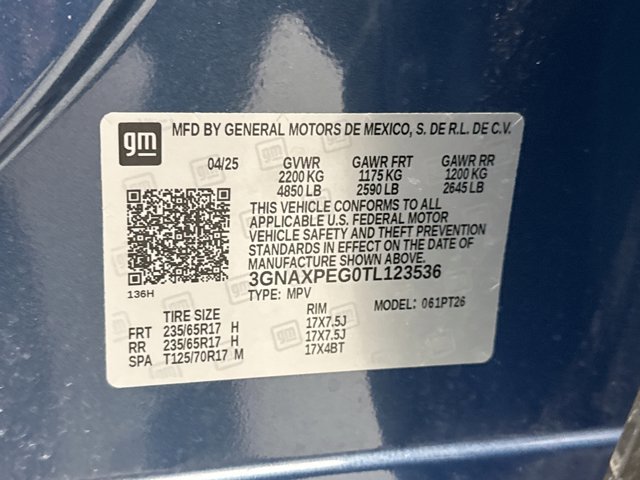 gm MFD BY GENERAL MOTORS DE MEXICO, S. DE R.L. DE C.V.
04/25 GVWR GAWR FRT GAWR RR
2200 KG 1175 KG 1200 KG
4850 LB 2590 LB 2645 LB
THIS VEHICLE CONFORMS TO ALL
APPLICABLE U.S. FEDERAL MOTOR
VEHICLE SAFETY AND THEFT PREVENTION
STANDARDS IN EFFECT ON THE DATE OF
MANUFACTURE SHOWN ABOVE.
3GNAXPEG0TL123536
136H TYPE: MPV
TIRE SIZE RIM MODEL: 061PT26
FRT 235/65R17 H 17X7.5J
RR 235/65R17 H 17X7.5J
SPA T125/70R17 M 17X4BT